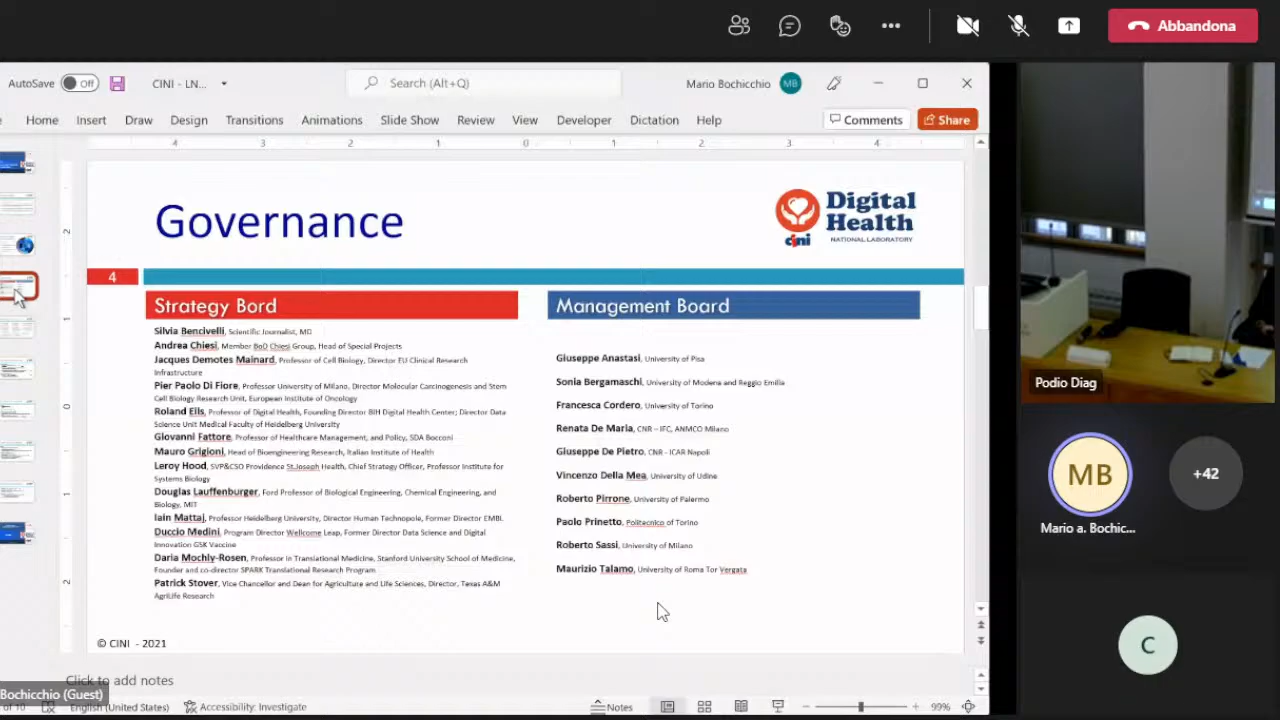 Abbandona
AutoSave Off CINI - LN... Search (Alt+Q) Mario Bochicchio MB
Home Insert Draw Design Transitions Animations Slide Show Review View Developer Dictation Help Comments Share
4 3 2 1 0 1 2 3 4
Governance
Digital
Health
cini NATIONAL LABORATORY
4
Strategy Bord
Silvia Bencivelli, Scientific Journalist, MD
Andrea Chiesi, Member BoD Chiesi Group, Head of Special Projects
Jacques Demotes Mainard, Professor of Cell Biology, Director EU Clinical Research
Infrastructure
Pier Paolo Di Fiore, Professor University of Milano, Director Molecular Carcinogenesis and Stem
Cell Biology Research Unit, European Institute of Oncology
Roland Eils, Professor of Digital Health, Founding Director BIH Digital Health Center; Director Data
Science Unit Medical Faculty of Heidelberg University
Giovanni Fattore, Professor of Healthcare Management, and Policy, SDA Bocconi
Mauro Grigioni, Head of Bioengineering Research, Italian Institute of Health
Leroy Hood, SVP&CSO Providence St.Joseph Health, Chief Strategy Officer, Professor Institute for
Systems Biology
Douglas Lauffenburger, Ford Professor of Biological Engineering, Chemical Engineering, and
Biology, MIT
Iain Mattaj, Professor Heidelberg University, Director Human Technopole, Former Director EMBL
Duccio Medini, Program Director Wellcome Leap, Former Director Data Science and Digital
Innovation GSK Vaccine
Daria Mochly-Rosen, Professor in Translational Medicine, Stanford University School of Medicine,
Founder and co-director SPARK Translational Research Program
Patrick Stover, Vice Chancellor and Dean for Agriculture and Life Sciences, Director, Texas A&M
AgriLife Research
Management Board
Giuseppe Anastasi, University of Pisa
Sonia Bergamaschi, University of Modena and Reggio Emilia
Francesca Cordero, University of Torino
Renata De Maria, CNR – IFC, ANMCO Milano
Giuseppe De Pietro, CNR - ICAR Napoli
Vincenzo Della Mea, University of Udine
Roberto Pirrone, University of Palermo
Paolo Prinetto, Politecnico of Torino
Roberto Sassi, University of Milano
Maurizio Talamo, University of Roma Tor Vergata
© CINI - 2021
Click to add notes
Bochicchio (Guest)
of 10 English (United States) Accessibility: Investigate Notes 99%
Podio Diag
MB
+42
Mario a. Bochic...
C